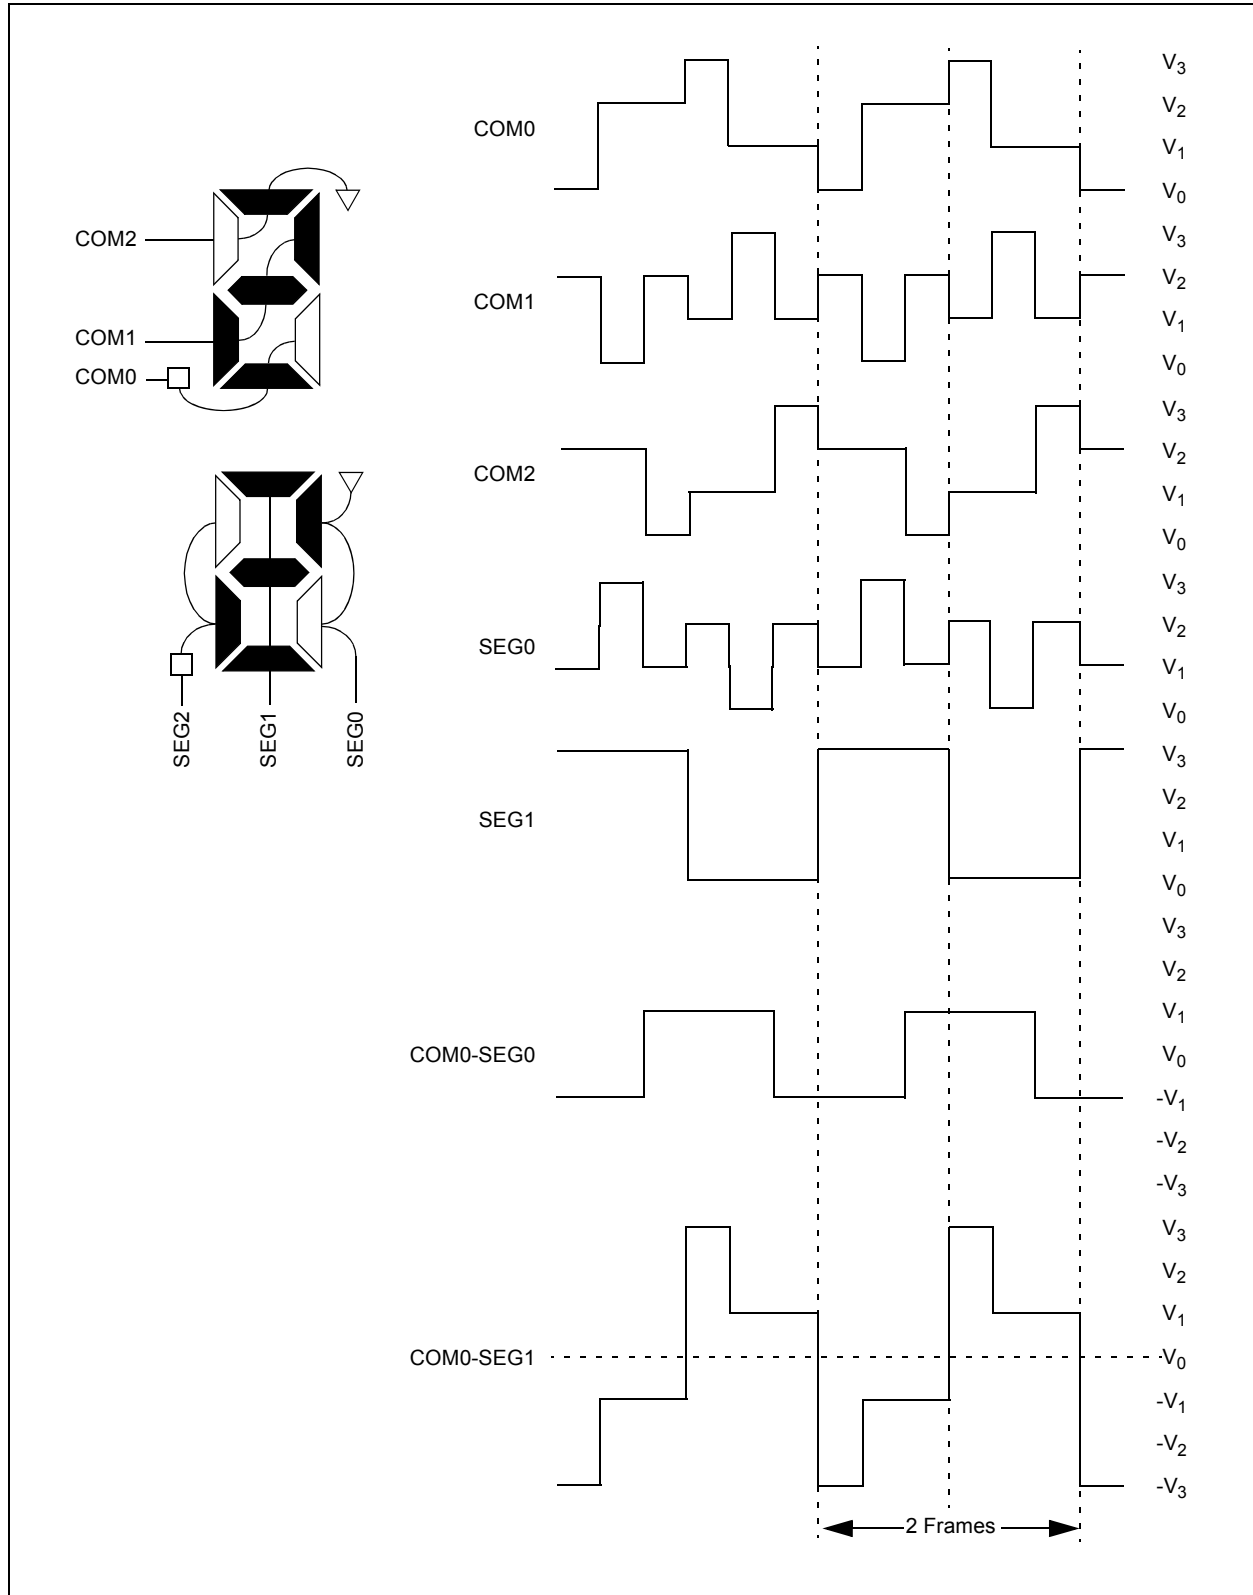 COM2
COM1
COM0
SEG2
SEG1
SEG0
COM0
V3
V2
V1
V0
COM1
V3
V2
V1
V0
COM2
V3
V2
V1
V0
SEG0
V3
V2
V1
V0
SEG1
V3
V2
V1
V0
COM0-SEG0
V3
V2
V1
V0
-V1
-V2
-V3
COM0-SEG1
V3
V2
V1
V0
-V1
-V2
-V3
2 Frames